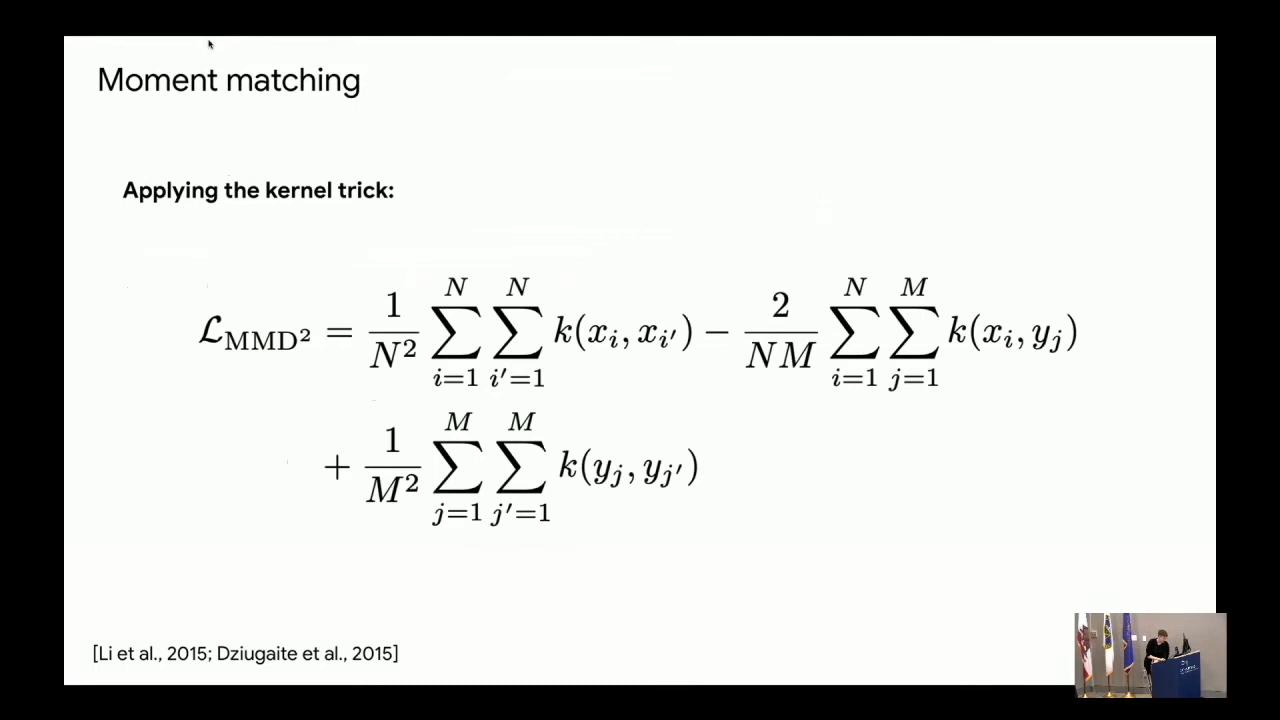 Moment matching
Applying the kernel trick:
$\mathcal{L}_{\mathrm{MMD}^2} = \frac{1}{N^2} \sum_{i=1}^{N} \sum_{i'=1}^{N} k(x_i, x_{i'}) - \frac{2}{NM} \sum_{i=1}^{N} \sum_{j=1}^{M} k(x_i, y_j)$
$+ \frac{1}{M^2} \sum_{j=1}^{M} \sum_{j'=1}^{M} k(y_j, y_{j'})$
[Li et al., 2015; Dziugaite et al., 2015]